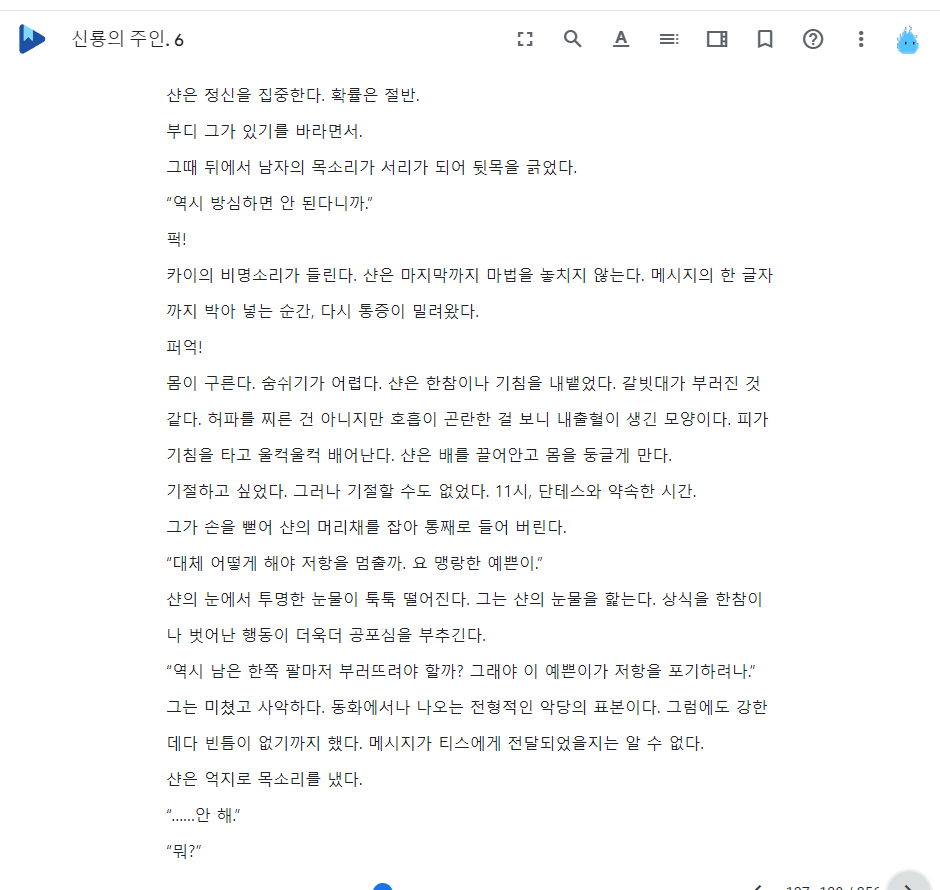 신룡의 주인. 6
샨은 정신을 집중한다. 확률은 절반.
부디 그가 있기를 바라면서.
그때 뒤에서 남자의 목소리가 서리가 되어 뒷목을 긁었다.
“역시 방심하면 안 된다니까.”
퍽!
카이의 비명소리가 들린다. 샨은 마지막까지 마법을 놓치지 않는다. 메시지의 한 글자
까지 박아 넣는 순간, 다시 통증이 밀려왔다.
퍼억!
몸이 구른다. 숨쉬기가 어렵다. 샨은 한참이나 기침을 내뱉었다. 갈빗대가 부러진 것
같다. 허파를 찌른 건 아니지만 호흡이 곤란한 걸 보니 내출혈이 생긴 모양이다. 피가
기침을 타고 울컥울컥 배어난다. 샨은 배를 끌어안고 몸을 둥글게 만다.
기절하고 싶었다. 그러나 기절할 수도 없었다. 11시, 단테스와 약속한 시간.
그가 손을 뻗어 샨의 머리채를 잡아 통째로 들어 버린다.
“대체 어떻게 해야 저항을 멈출까. 요 맹랑한 예쁜이.”
샨의 눈에서 투명한 눈물이 툭툭 떨어진다. 그는 샨의 눈물을 핥는다. 상식을 한참이
나 벗어난 행동이 더욱더 공포심을 부추긴다.
“역시 남은 한쪽 팔마저 부러뜨려야 할까? 그래야 이 예쁜이가 저항을 포기하려나.”
그는 미쳤고 사악하다. 동화에서나 나오는 전형적인 악당의 표본이다. 그럼에도 강한
데다 빈틈이 없기까지 했다. 메시지가 티스에게 전달되었을지는 알 수 없다.
샨은 억지로 목소리를 냈다.
“……안 해.”
“뭐?”